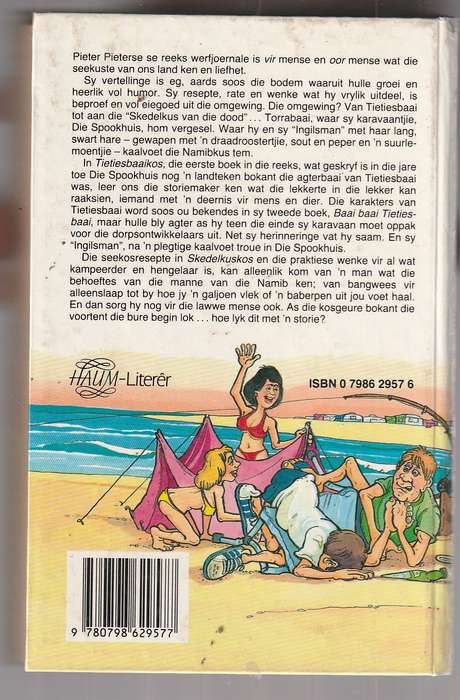 Pieter Pieterse se reeks werfjoernale is vir mense en oor mense wat die
seekuste van ons land ken en liefhet.
Sy vertellinge is eg, aards soos die bodem waaruit hulle groei en
heerlik vol humor. Sy resepte, rate en wenke wat hy vrylik uitdeel, is
beproef en voortgevloeid uit die omgewing. Die omgewing? Van Tietiesbaai
tot aan die “Skedelkus van die dood” . . . Torrabaai, waar sy karavaantjie,
Die Spookhuis, hom vergesel. Waar hy en sy “Ingilsman” met haar lang,
swart hare – gewapen met ’n draadroostertjie, sout en peper en ’n suurle-
moentjie – kaalvoet die Namibkus tem.
In Tietiesbaaikos, die eerste boek in die reeks, wat geskryf is in die jare
toe Die Spookhuis nog ’n landteken bokant die agterbaai van Tietiesbaai
was, leer ons die storiemaker ken wat die lekkerte in die lekker kan
raaksien, iemand met ’n deernis vir mens en dier. Die karakters van
Tietiesbaai word soos ou bekendes in sy tweede boek, Baai baai Tieties-
baai, maar hulle bly agter as hy teen die einde sy karavaan moet oppak
voor die dorpsontwikkelaars uit. Net sy herinneringe vat hy saam. En sy
“Ingilsman”, na ’n plegtige kaalvoet troue in Die Spookhuis.
Die seekosresepte in Skedelkuskos en die praktiese wenke vir al wat
kampeerder en hengelaar is, kan alleenlik kom van ’n man wat die
behoeftes van die manne van die Namib ken; van bangwees vir
alleenslaap tot by hoe jy ’n galjoen vlek of ’n baberpen uit jou voet haal.
En dan sorg hy nog vir die lawwe mense ook. As die kosgeure bokant die
voortent die bure begin lok . . . hoe lyk dit met ’n storie?
HAUM-Literêr
ISBN 0 7986 2957 6
9 780798 629577